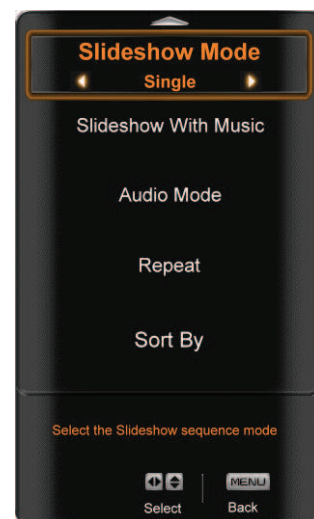 Slideshow Mode
Single
Slideshow With Music
Audio Mode
Repeat
Sort By
Select the Slideshow sequence mode
MENU
Select Back